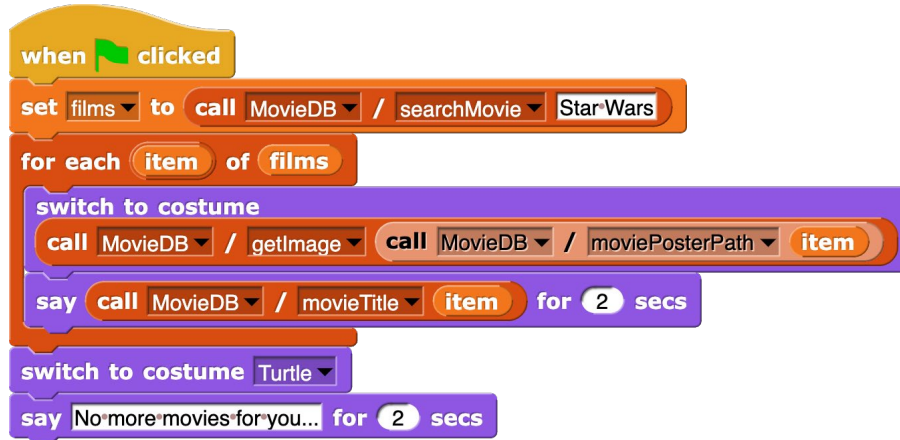 when clicked
set films to call MovieDB / searchMovie Star Wars
for each item of films
switch to costume
call MovieDB / getImage call MovieDB / moviePosterPath item
say call MovieDB / movieTitle item for 2 secs
switch to costume Turtle
say No more movies for you... for 2 secs